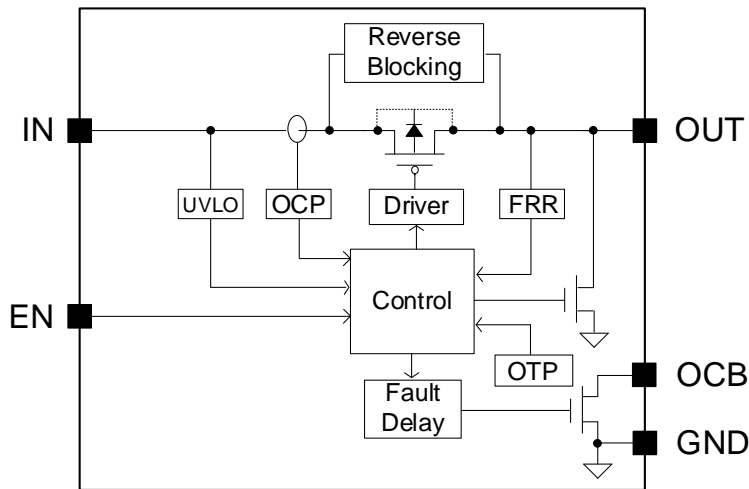 Reverse
Blocking
IN
OUT
UVLO
OCP
Driver
FRR
Control
EN
OTP
OCB
Fault
Delay
GND